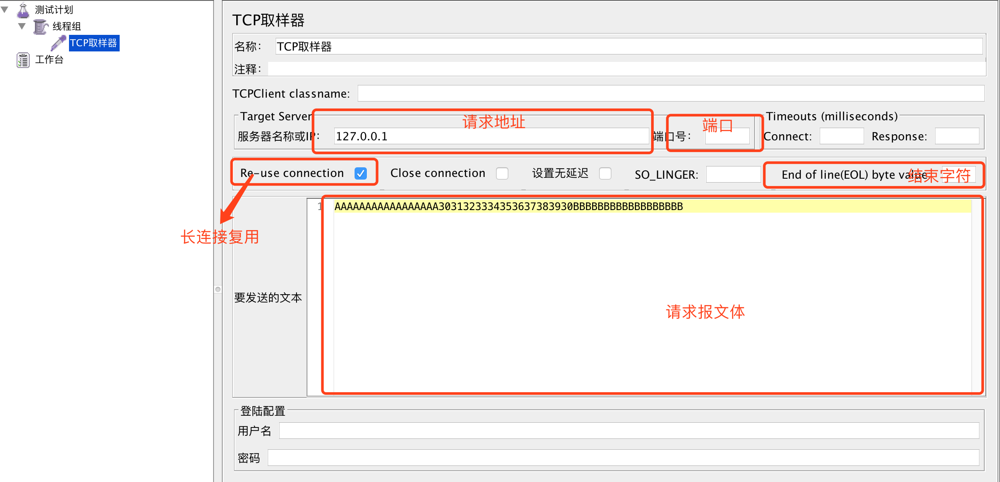 测试计划
线程组
TCP取样器
工作台
TCP取样器
名称： TCP取样器
注释：
TCPClient classname:
Target Server
请求地址
端口
Timeouts (milliseconds)
服务器名称或IP： 127.0.0.1 端口号： Connect: Response:
Re-use connection Close connection 设置无延迟 SO_LINGER: End of line(EOL) byte value
结束字符
1 AAAAAAAAAAAAAAAAA3031323334353637383930BBBBBBBBBBBBBBBBBB
长连接复用
要发送的文本
请求报文体
登陆配置
用户名
密码